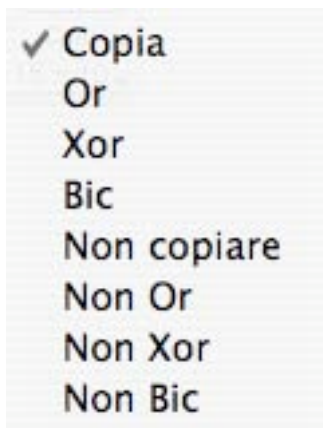 Copia
Or
Xor
Bic
Non copiare
Non Or
Non Xor
Non Bic